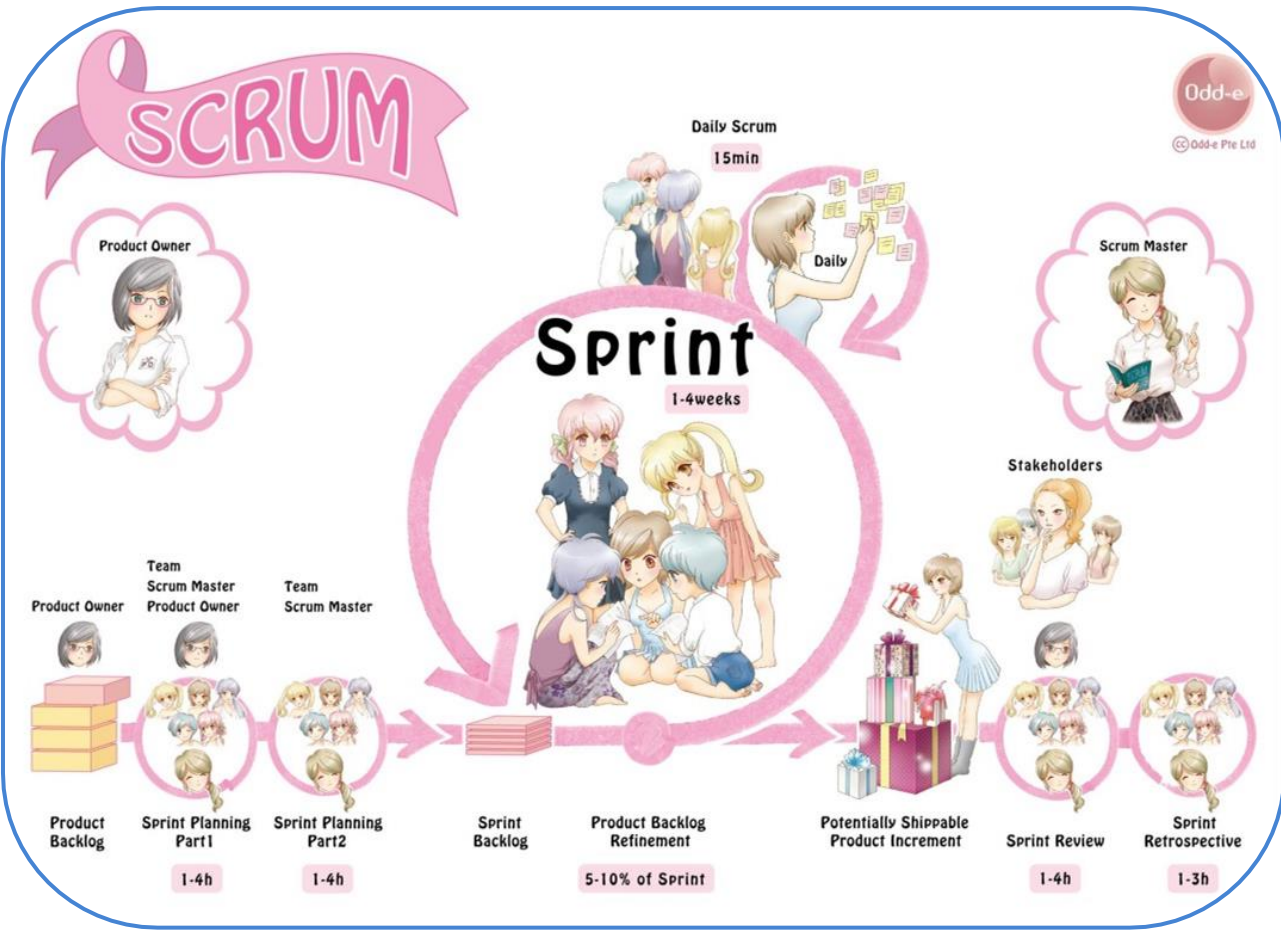 SCRUM
Odd-e
cc Odd-e Pte Ltd
Daily Scrum
15min
Daily
Product Owner
Scrum Master
Sprint
1-4weeks
Stakeholders
Product Owner
Team
Scrum Master
Product Owner
Team
Scrum Master
Product
Backlog
Sprint Planning
Part1
1-4h
Sprint Planning
Part2
1-4h
Sprint
Backlog
Product Backlog
Refinement
5-10% of Sprint
Potentially Shippable
Product Increment
Sprint Review
1-4h
Sprint
Retrospective
1-3h